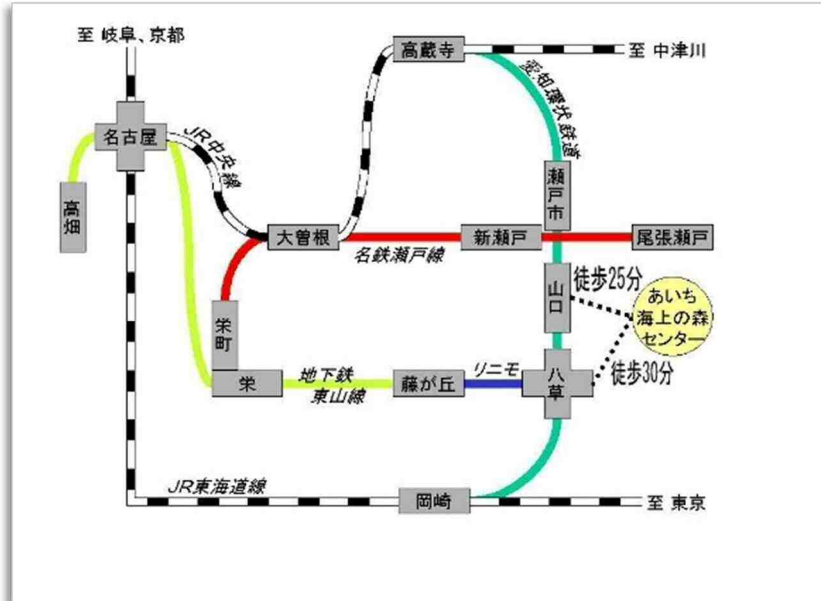 至 岐阜、京都
高蔵寺
至 中津川
愛知環状鉄道
名古屋
JR中央線
高畑
瀬戸市
大曽根
新瀬戸
尾張瀬戸
名鉄瀬戸線
徒歩25分
山口
あいち
海上の森
センター
栄町
栄
地下鉄
東山線
藤が丘
リニモ
八草
徒歩30分
JR東海道線
岡崎
至 東京